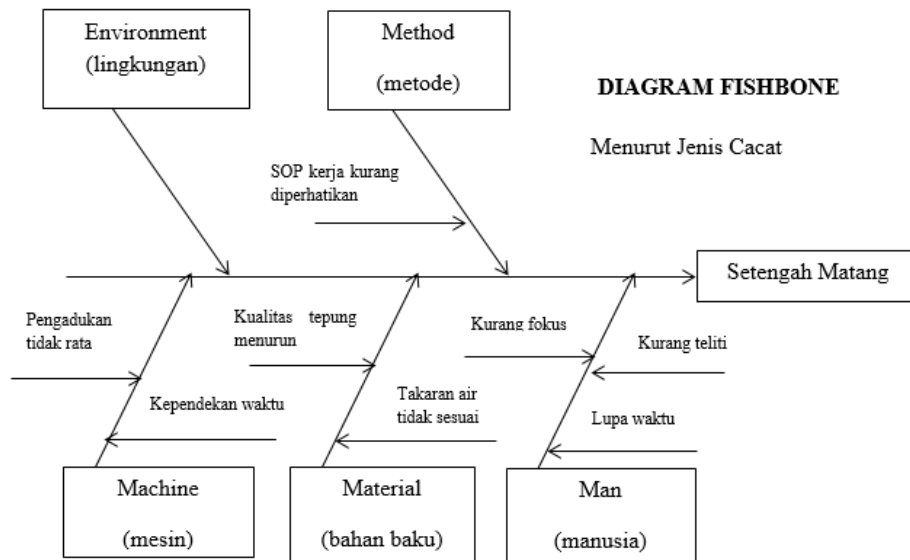 Environment
(lingkungan)
Method
(metode)
DIAGRAM FISHBONE
Menurut Jenis Cacat
SOP kerja kurang
diperhatikan
Setengah Matang
Pengadukan
tidak rata
Kualitas tepung
menurun
Kurang fokus
Kurang teliti
Kependekan waktu
Takaran air
tidak sesuai
Lupa waktu
Machine
(mesin)
Material
(bahan baku)
Man
(manusia)